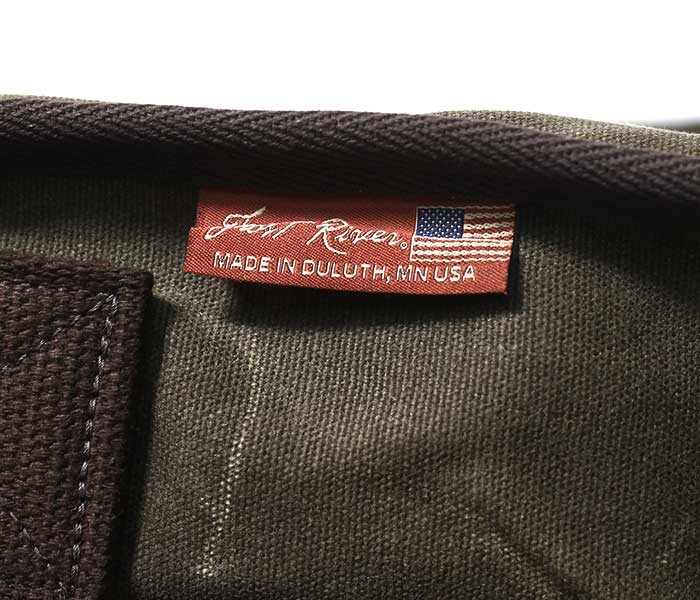 Frost River®
MADE IN DULUTH, MN USA